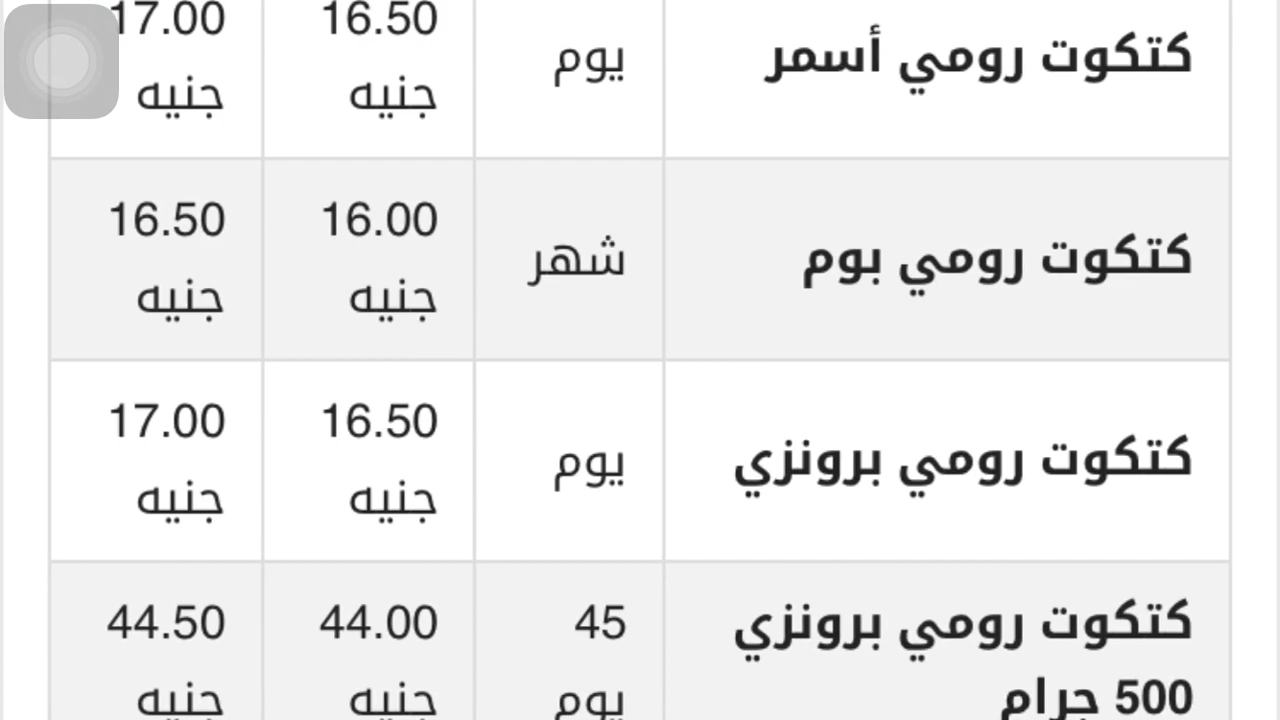 كتكوت رومي أسمر
يوم
16.50
جنيه
17.00
جنيه
كتكوت رومي بوم
شهر
16.00
جنيه
16.50
جنيه
كتكوت رومي برونزي
يوم
16.50
جنيه
17.00
جنيه
كتكوت رومي برونزي
500 جرام
45
يوم
44.00
جنيه
44.50
جنيه